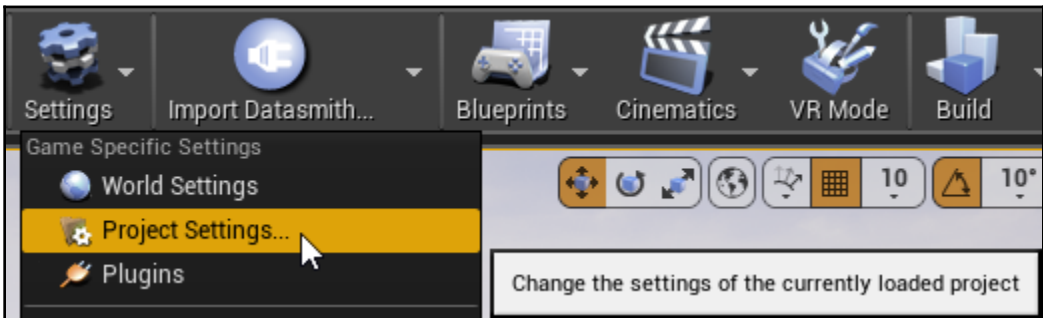 Settings Import Datasmith... Blueprints Cinematics VR Mode Build
Game Specific Settings
World Settings
10 10°
Project Settings...
Plugins
Change the settings of the currently loaded project